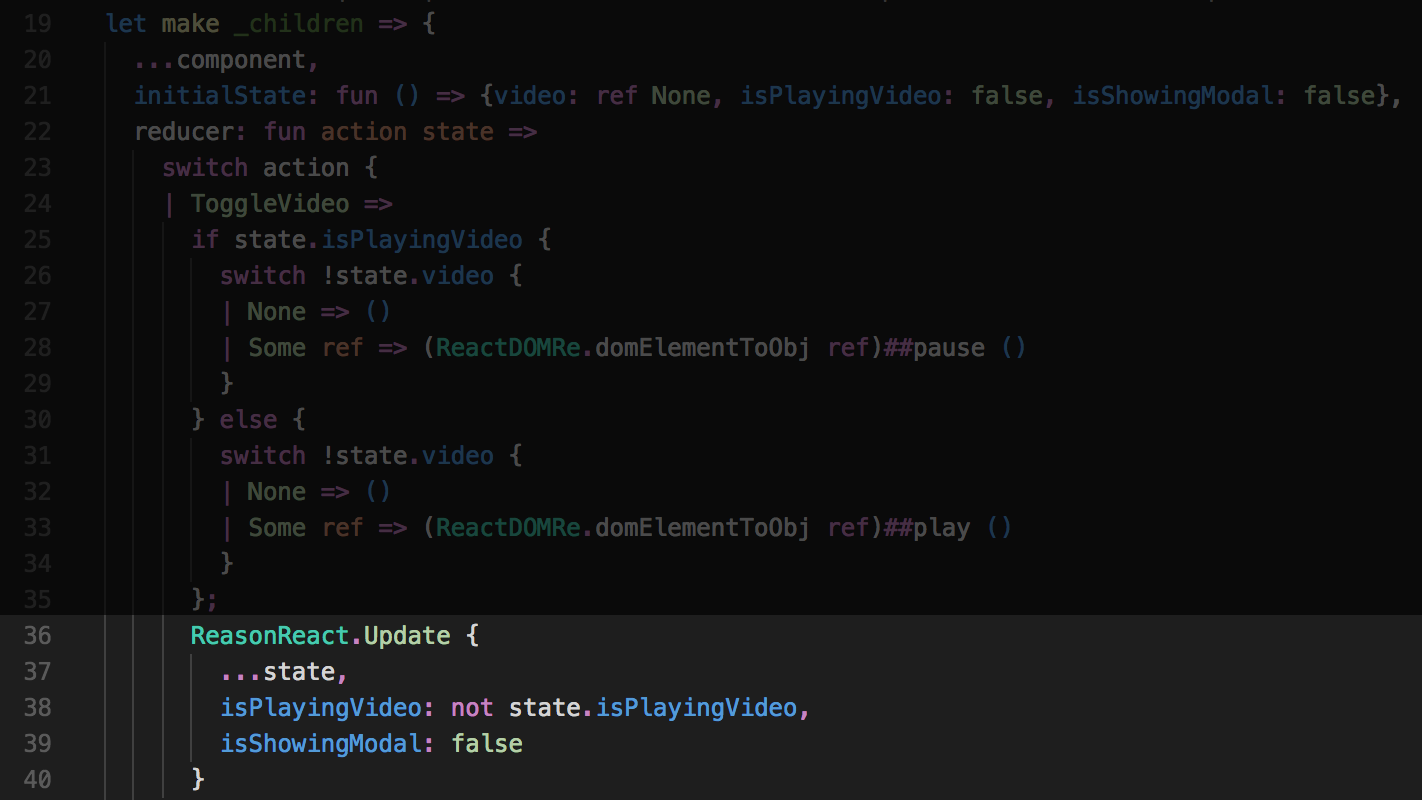 19 let make _children => {
20 ...component,
21 initialState: fun () => {video: ref None, isPlayingVideo: false, isShowingModal: false},
22 reducer: fun action state =>
23 switch action {
24 | ToggleVideo =>
25 if state.isPlayingVideo {
26 switch !state.video {
27 | None => ()
28 | Some ref => (ReactDOMRe.domElementToObj ref)##pause ()
29 }
30 } else {
31 switch !state.video {
32 | None => ()
33 | Some ref => (ReactDOMRe.domElementToObj ref)##play ()
34 }
35 };
36 ReasonReact.Update {
37 ...state,
38 isPlayingVideo: not state.isPlayingVideo,
39 isShowingModal: false
40 }